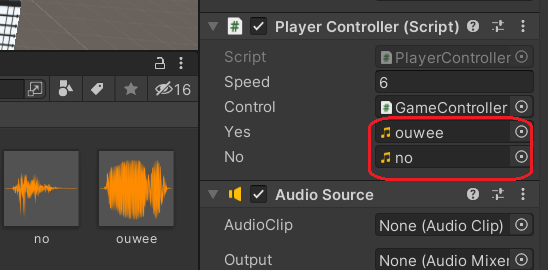 Player Controller (Script)
Script PlayerController
Speed 6
16
Control GameController
Yes ouwee
No no
Audio Source
AudioClip None (Audio Clip)
no ouwee
Output None (Audio Mixer